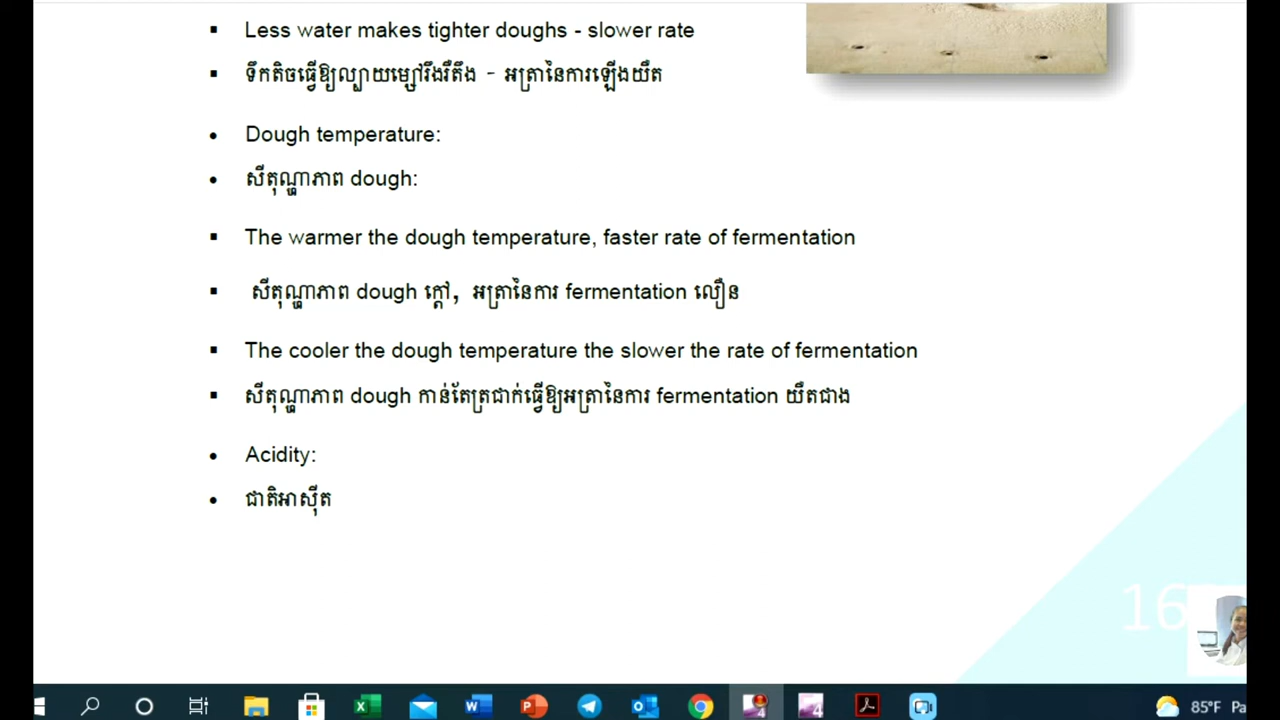 Less water makes tighter doughs - slower rate
ទឹកតិចធ្វើឱ្យល្បាយម្សៅរឹងរឺតឹង - អត្រានៃការឡើងយឺត
Dough temperature:
សីតុណ្ហាភាព dough:
The warmer the dough temperature, faster rate of fermentation
សីតុណ្ហាភាព dough ក្តៅ, អត្រានៃការ fermentation លឿន
The cooler the dough temperature the slower the rate of fermentation
សីតុណ្ហាភាព dough កាន់តែត្រជាក់ធ្វើឱ្យអត្រានៃការ fermentation យឺតជាង
Acidity:
ជាតិអាស៊ីត
16
85°F Pa